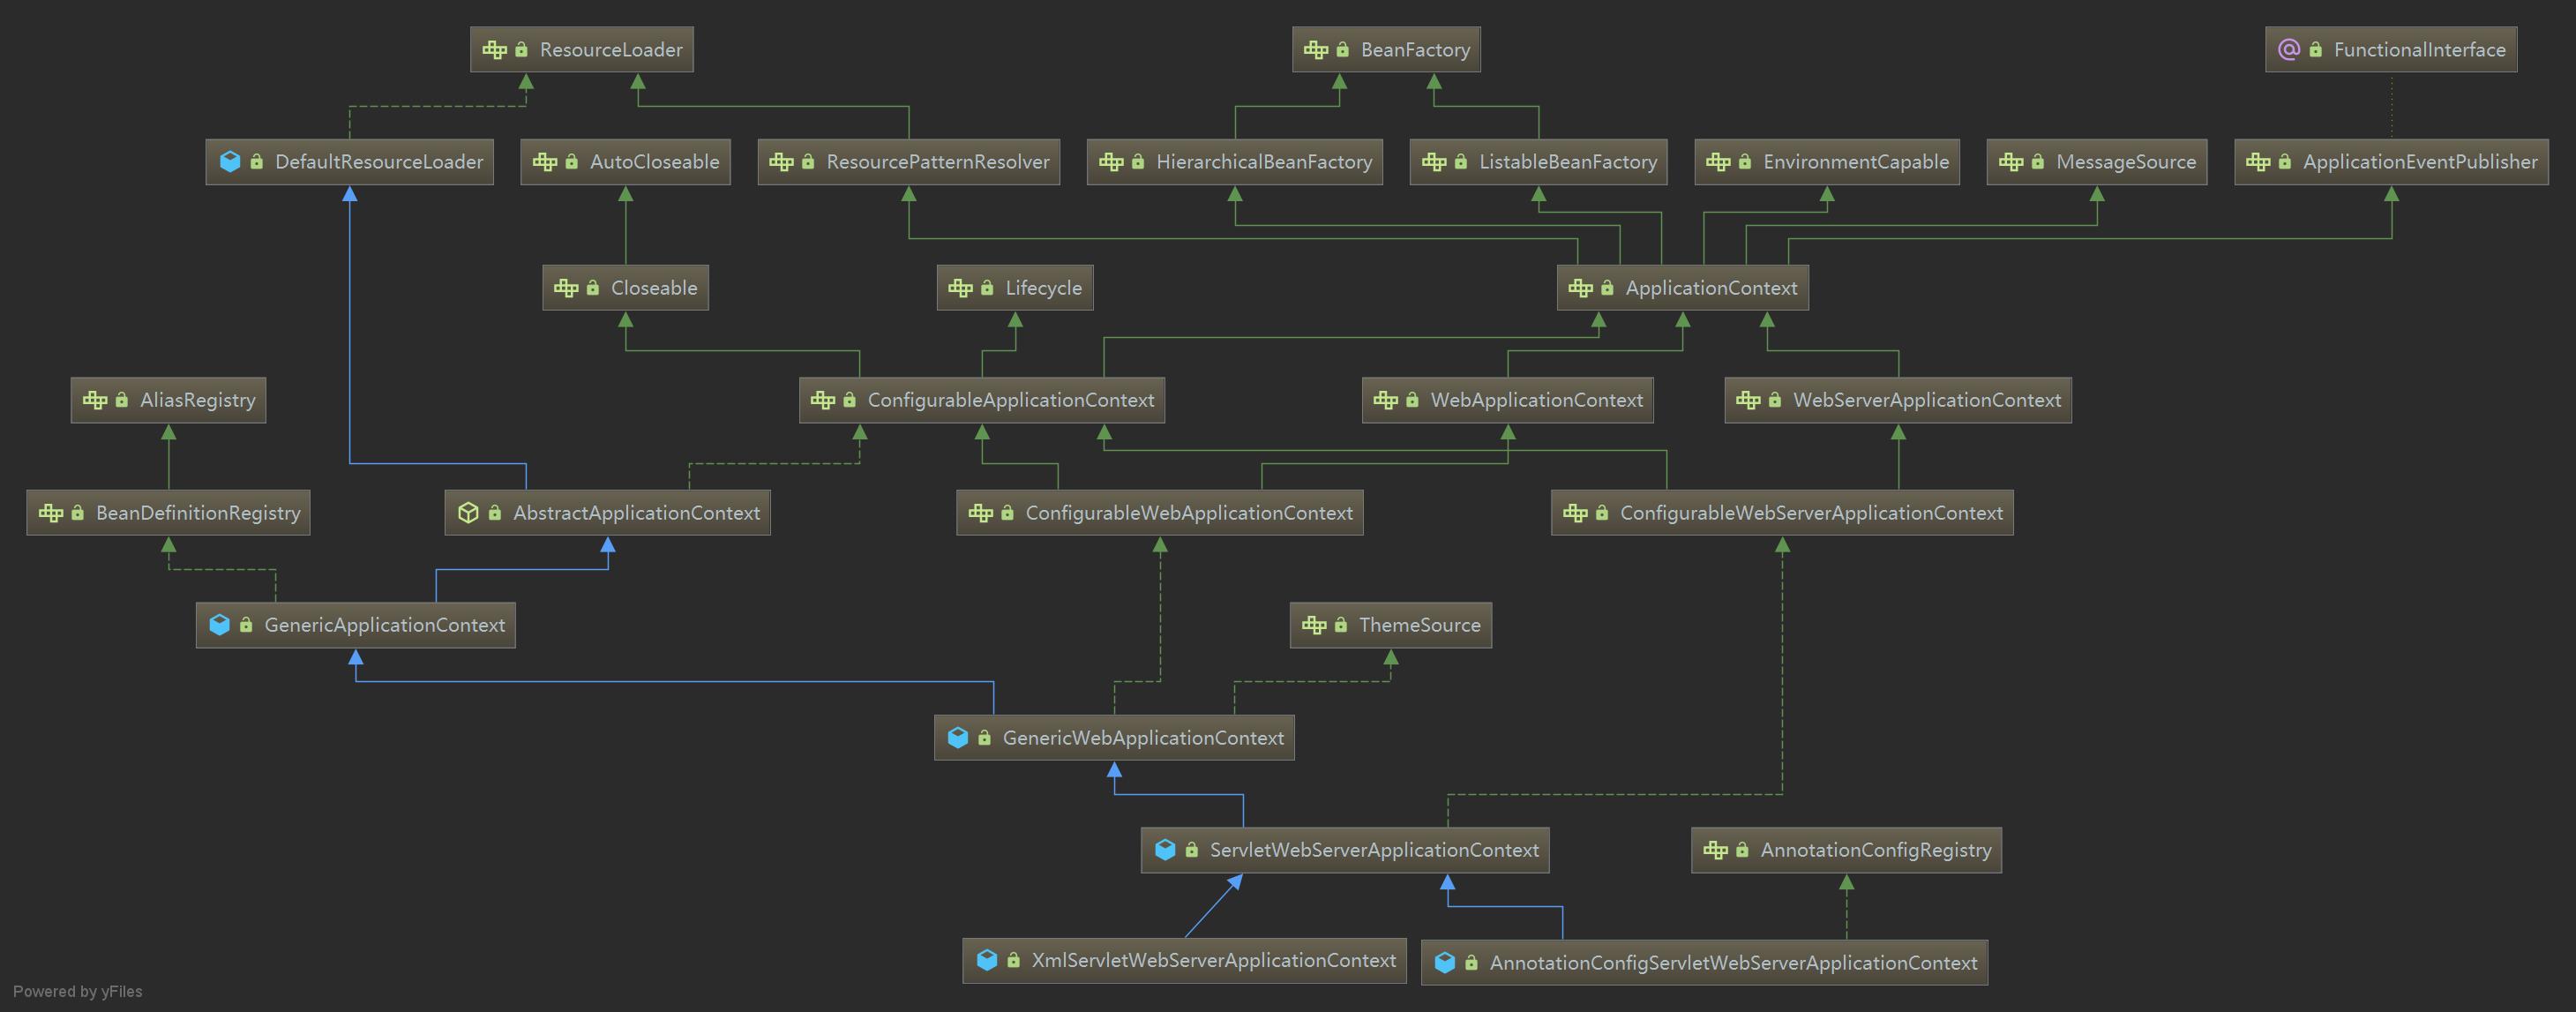 ResourceLoader
BeanFactory
FunctionalInterface
DefaultResourceLoader
AutoCloseable
ResourcePatternResolver
HierarchicalBeanFactory
ListableBeanFactory
EnvironmentCapable
MessageSource
ApplicationEventPublisher
Closeable
Lifecycle
ApplicationContext
AliasRegistry
ConfigurableApplicationContext
WebApplicationContext
WebServerApplicationContext
BeanDefinitionRegistry
AbstractApplicationContext
ConfigurableWebApplicationContext
ConfigurableWebServerApplicationContext
GenericApplicationContext
ThemeSource
GenericWebApplicationContext
ServletWebServerApplicationContext
AnnotationConfigRegistry
XmlServletWebServerApplicationContext
AnnotationConfigServletWebServerApplicationContext
Powered by yFiles